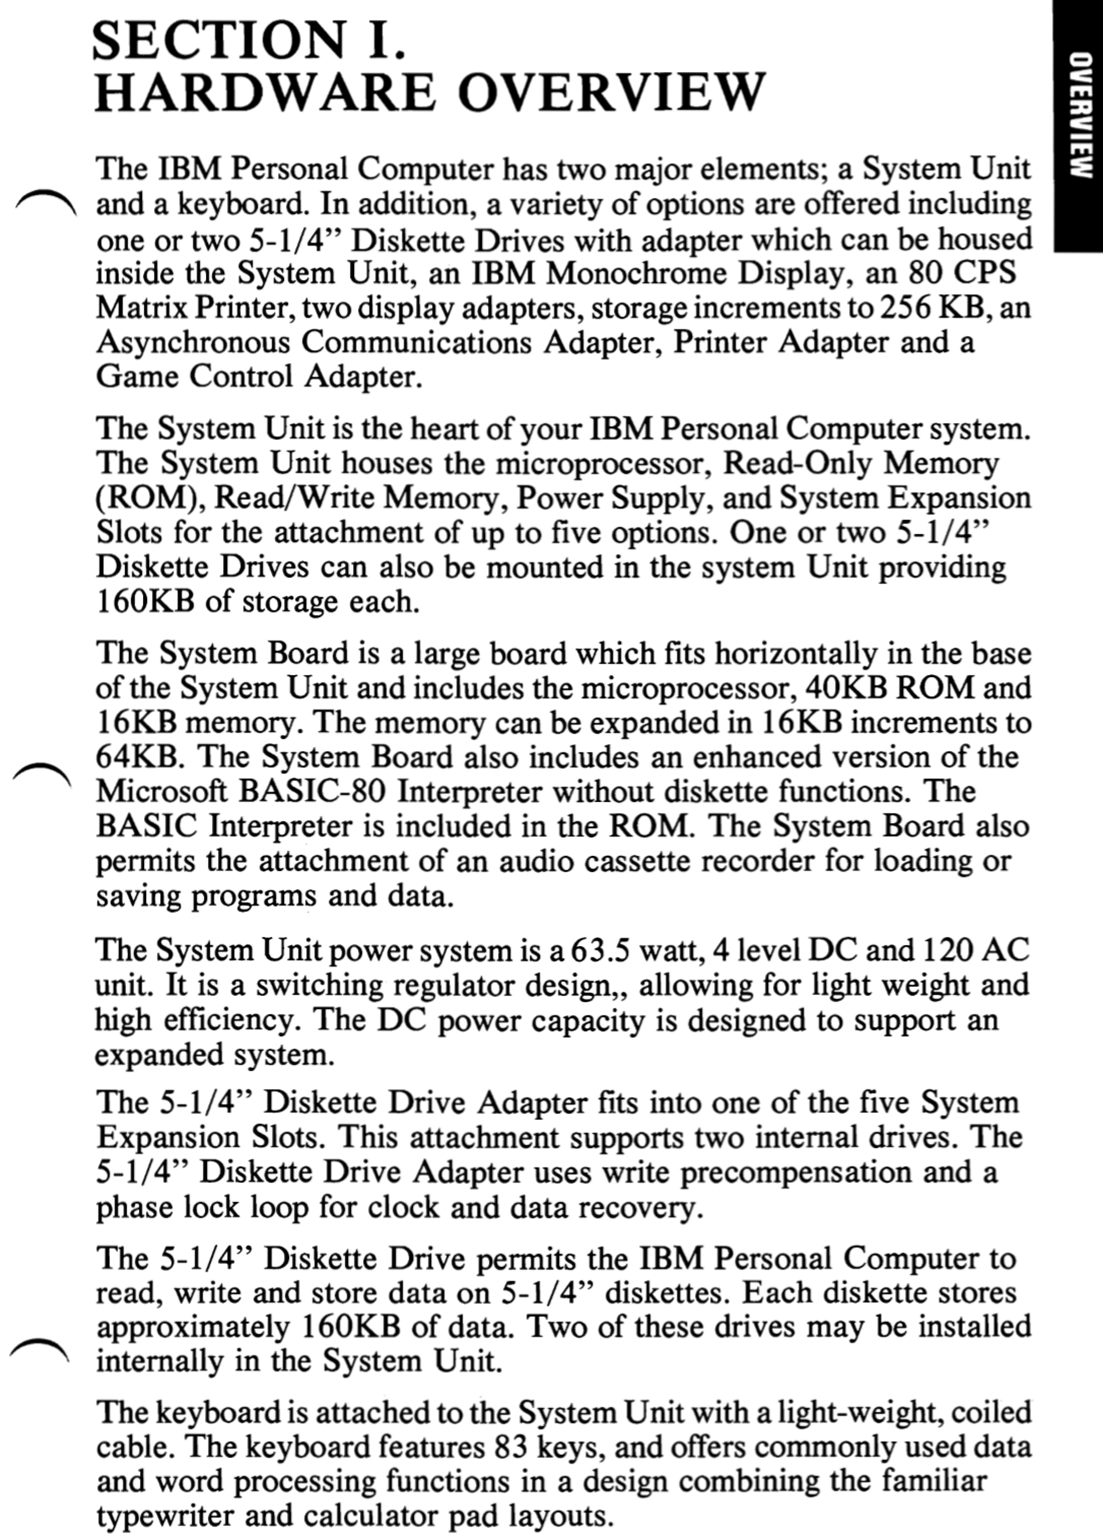 SECTION I.
HARDWARE OVERVIEW
OVERVIEW
The IBM Personal Computer has two major elements; a System Unit
and a keyboard. In addition, a variety of options are offered including
one or two 5-1/4” Diskette Drives with adapter which can be housed
inside the System Unit, an IBM Monochrome Display, an 80 CPS
Matrix Printer, two display adapters, storage increments to 256 KB, an
Asynchronous Communications Adapter, Printer Adapter and a
Game Control Adapter.
The System Unit is the heart of your IBM Personal Computer system.
The System Unit houses the microprocessor, Read-Only Memory
(ROM), Read/Write Memory, Power Supply, and System Expansion
Slots for the attachment of up to five options. One or two 5-1/4”
Diskette Drives can also be mounted in the system Unit providing
160KB of storage each.
The System Board is a large board which fits horizontally in the base
of the System Unit and includes the microprocessor, 40KB ROM and
16KB memory. The memory can be expanded in 16KB increments to
64KB. The System Board also includes an enhanced version of the
Microsoft BASIC-80 Interpreter without diskette functions. The
BASIC Interpreter is included in the ROM. The System Board also
permits the attachment of an audio cassette recorder for loading or
saving programs and data.
The System Unit power system is a 63.5 watt, 4 level DC and 120 AC
unit. It is a switching regulator design,, allowing for light weight and
high efficiency. The DC power capacity is designed to support an
expanded system.
The 5-1/4” Diskette Drive Adapter fits into one of the five System
Expansion Slots. This attachment supports two internal drives. The
5-1/4” Diskette Drive Adapter uses write precompensation and a
phase lock loop for clock and data recovery.
The 5-1/4” Diskette Drive permits the IBM Personal Computer to
read, write and store data on 5-1/4” diskettes. Each diskette stores
approximately 160KB of data. Two of these drives may be installed
internally in the System Unit.
The keyboard is attached to the System Unit with a light-weight, coiled
cable. The keyboard features 83 keys, and offers commonly used data
and word processing functions in a design combining the familiar
typewriter and calculator pad layouts.